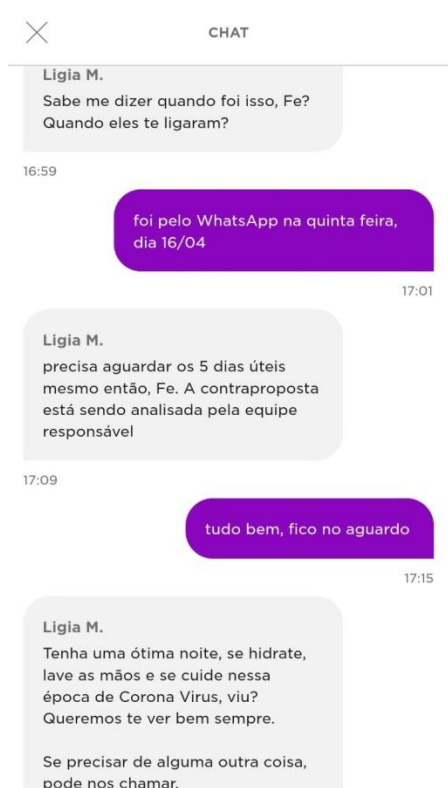 CHAT
Ligia M.
Sabe me dizer quando foi isso, Fe?
Quando eles te ligaram?
16:59
foi pelo WhatsApp na quinta feira,
dia 16/04
17:01
Ligia M.
precisa aguardar os 5 dias úteis
mesmo então, Fe. A contraproposta
está sendo analisada pela equipe
responsável
17:09
tudo bem, fico no aguardo
17:15
Ligia M.
Tenha uma ótima noite, se hidrate,
lave as mãos e se cuide nessa
época de Corona Virus, viu?
Queremos te ver bem sempre.
Se precisar de alguma outra coisa,
pode nos chamar.